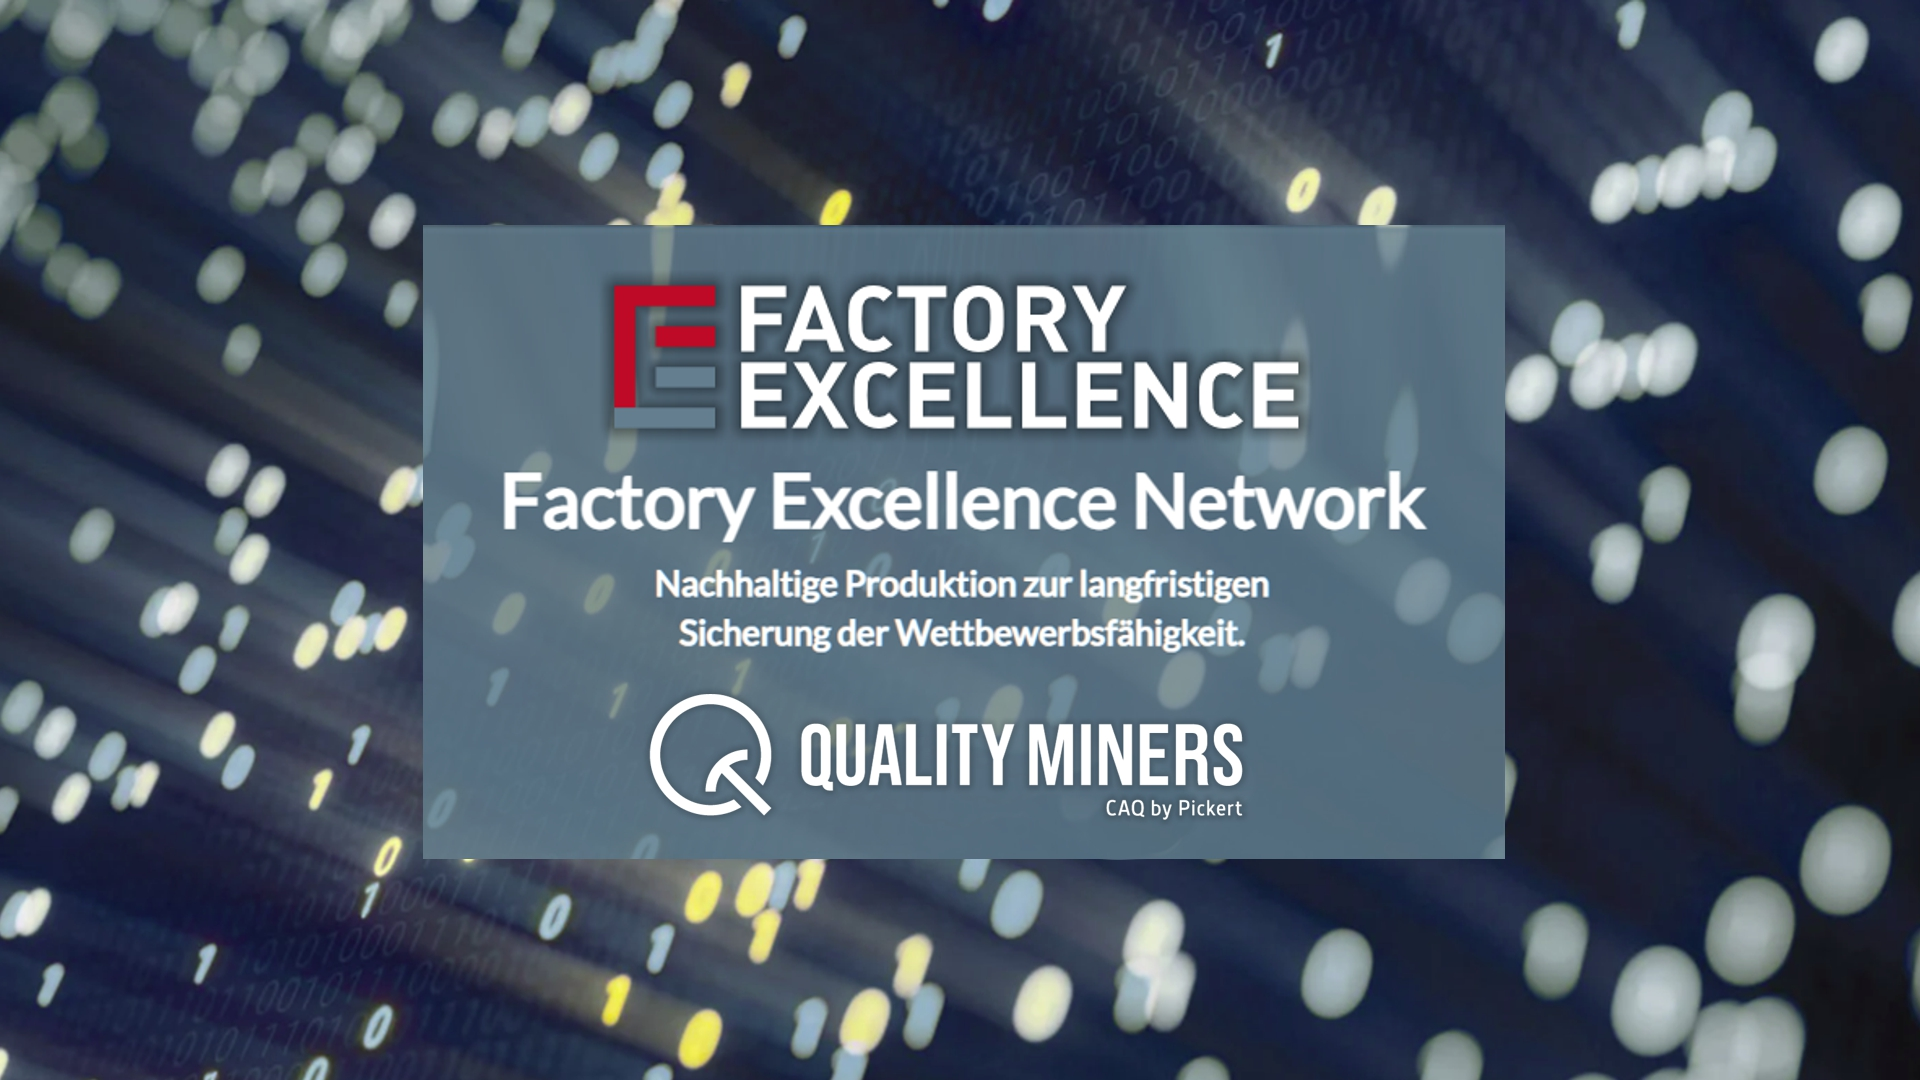 FACTORY
EXCELLENCE
Factory Excellence Network
Nachhaltige Produktion zur langfristigen
Sicherung der Wettbewerbsfähigkeit.
QUALITY MINERS
CAQ by Pickert